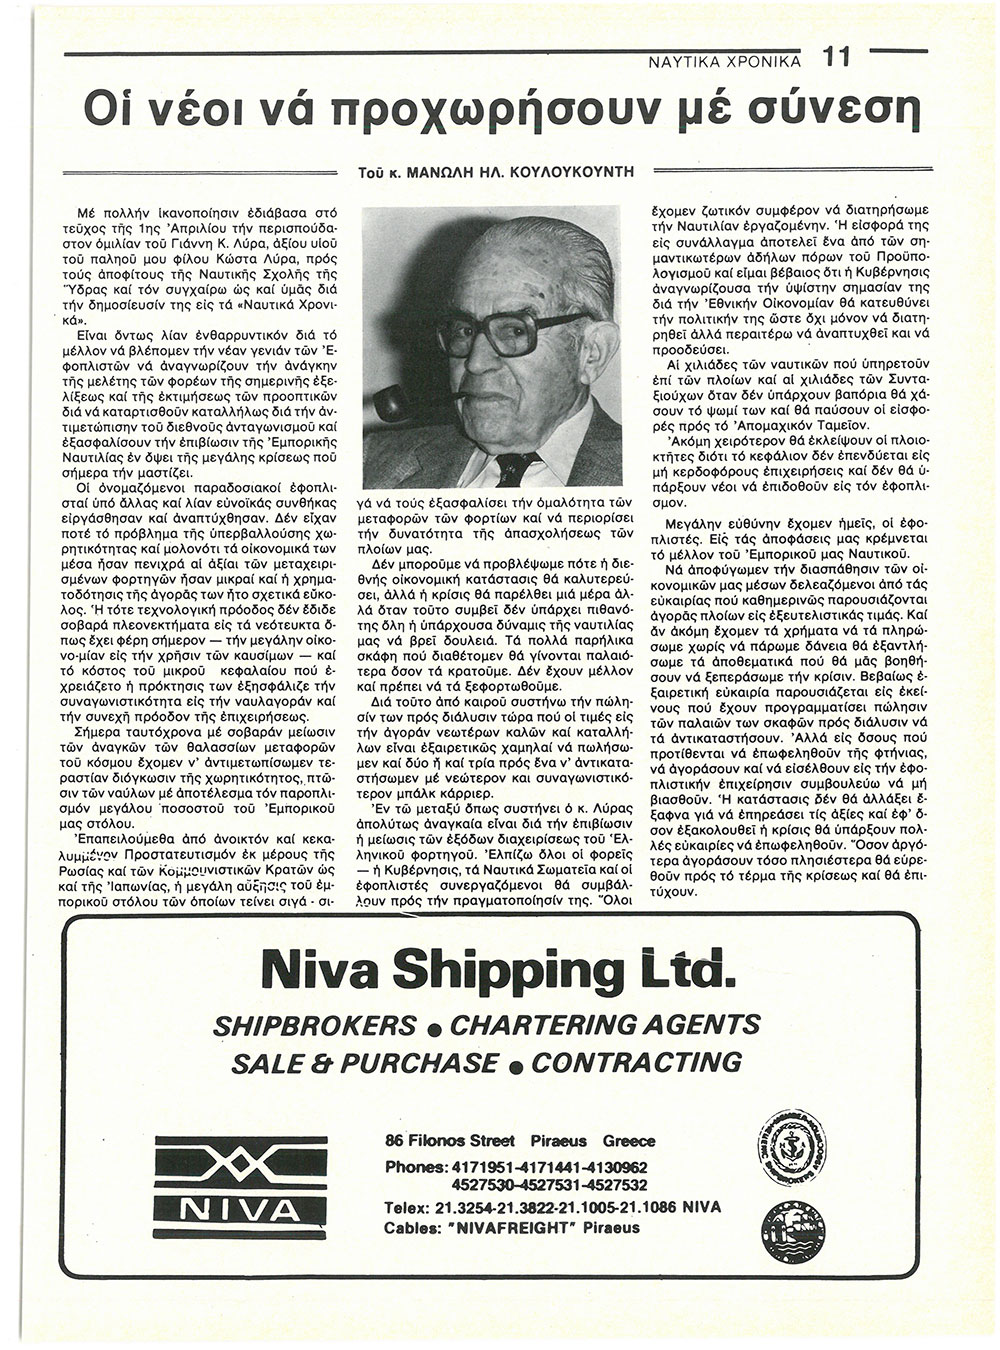 ΝΑΥΤΙΚΑ ΧΡΟΝΙΚΑ 11
Οἱ νέοι νά προχωρήσουν μέ σύνεση
Τοῦ κ. ΜΑΝΩΛΗ ΗΛ. ΚΟΥΛΟΥΚΟΥΝΤΗ
Μέ πολλήν ἱκανοποίησιν ἐδιάβασα στό
τεῦχος τῆς 1ης Ἀπριλίου τήν περισπούδα-
στον ὁμιλίαν τοῦ Γιάννη Κ. Λύρα, ἀξίου υἱοῦ
τοῦ παληοῦ μου φίλου Κώστα Λύρα, πρός
τούς ἀποφίτους τῆς Ναυτικῆς Σχολῆς τῆς
Ὕδρας καί τόν συγχαίρω ὡς καί ὑμᾶς διά
τήν δημοσίευσίν της εἰς τά «Ναυτικά Χρονι-
κά».
Εἶναι ὄντως λίαν ἐνθαρρυντικόν διά τό
μέλλον νά βλέπομεν τήν νέαν γενιάν τῶν Ἐ-
φοπλιστῶν νά ἀναγνωρίζουν τήν ἀνάγκην
τῆς μελέτης τῶν φορέων τῆς σημερινῆς ἐξε-
λίξεως καί τῆς ἐκτιμήσεως τῶν προοπτικῶν
διά νά καταρτισθοῦν καταλλήλως διά τήν ἀν-
τιμετώπισην τοῦ διεθνοῦς ἀνταγωνισμοῦ καί
ἐξασφαλίσουν τήν ἐπιβίωσιν τῆς Ἐμπορικῆς
Ναυτιλίας ἐν ὄψει τῆς μεγάλης κρίσεως πού
σήμερα τήν μαστίζει.
Οἱ ὀνομαζόμενοι παραδοσιακοί ἐφοπλι-
σταί ὑπό ἄλλας καί λίαν εὐνοϊκάς συνθήκας
εἰργάσθησαν καί ἀναπτύχθησαν. Δέν εἶχαν
ποτέ τό πρόβλημα τῆς ὑπερβαλλούσης χω-
ρητικότητας καί μολονότι τά οἰκονομικά των
μέσα ἦσαν πενιχρά αἱ ἀξίαι τῶν μεταχειρι-
σμένων φορτηγῶν ἦσαν μικραί καί ἡ χρημα-
τοδότησις τῆς ἀγορᾶς των ἦτο σχετικά εὔκο-
λος. Ἡ τότε τεχνολογική πρόοδος δέν ἔδιδε
σοβαρά πλεονεκτήματα εἰς τά νεότευκτα ὅ-
πως ἔχει φέρη σήμερον — τήν μεγάλην οἰκο-
νο-μίαν εἰς τήν χρῆσιν τῶν καυσίμων — καί
τό κόστος τοῦ μικροῦ κεφαλαίου πού ἐ-
χρειάζετο ἡ πρόκτησις των ἐξησφάλιζε τήν
συναγωνιστικότητα εἰς τήν ναυλαγοράν καί
τήν συνεχῆ πρόοδον τῆς ἐπιχειρήσεως.
Σήμερα ταυτόχρονα μέ σοβαράν μείωσιν
τῶν ἀναγκῶν τῶν θαλασσίων μεταφορῶν
τοῦ κόσμου ἔχομεν ν' ἀντιμετωπίσωμεν τε-
ραστίαν διόγκωσιν τῆς χωρητικότητος, πτῶ-
σιν τῶν ναύλων μέ ἀποτέλεσμα τόν παροπλι-
σμόν μεγάλου ποσοστοῦ τοῦ Ἐμπορικοῦ
μας στόλου.
Ἐπαπειλούμεθα ἀπό ἀνοικτόν καί κεκα-
λυμμένον Προστατευτισμόν ἐκ μέρους τῆς
Ρωσίας καί τῶν Κομμουνιστικῶν Κρατῶν ὡς
καί τῆς Ἰαπωνίας, ἡ μεγάλη αὔξησις τοῦ ἐμ-
πορικοῦ στόλου τῶν ὁποίων τείνει σιγά - σι-
γά νά τούς ἐξασφαλίσει τήν ὁμαλότητα τῶν
μεταφορῶν τῶν φορτίων καί νά περιορίσει
τήν δυνατότητα τῆς ἀπασχολήσεως τῶν
πλοίων μας.
Δέν μποροῦμε νά προβλέψωμε πότε ἡ διε-
θνής οἰκονομική κατάστασις θά καλυτερεύ-
σει, ἀλλά ἡ κρίσις θά παρέλθει μιά μέρα ἀλ-
λά ὅταν τοῦτο συμβεῖ δέν ὑπάρχει πιθανό-
της ὅλη ἡ ὑπάρχουσα δύναμις τῆς ναυτιλίας
μας νά βρεῖ δουλειά. Τά πολλά παρήλικα
σκάφη πού διαθέτομεν θά γίνονται παλαιό-
τερα ὅσον τά κρατοῦμε. Δέν ἔχουν μέλλον
καί πρέπει νά τά ξεφορτωθοῦμε.
Διά τοῦτο ἀπό καιροῦ συστήνω τήν πώλη-
σίν των πρός διάλυσιν τώρα πού οἱ τιμές εἰς
τήν ἀγοράν νεωτέρων καλῶν καί καταλλή-
λων εἶναι ἐξαιρετικῶς χαμηλαί νά πωλήσω-
μεν καί δύο ἤ καί τρία πρός ἕνα ν' ἀντικατα-
στήσωμεν μέ νεώτερον και συναγωνιστικό-
τερον μπάλκ κάρριερ.
Ἐν τῶ μεταξύ ὅπως συστήνει ὁ κ. Λύρας
ἀπολύτως ἀναγκαία εἶναι διά τήν ἐπιβίωσιν
ἡ μείωσις τῶν ἐξόδων διαχειρίσεως τοῦ Ἑλ-
ληνικοῦ φορτηγοῦ. Ἐλπίζω ὅλοι οἱ φορεῖς
— ἡ Κυβέρνησις, τά Ναυτικά Σωματεῖα καί οἱ
ἐφοπλιστές συνεργαζόμενοι θά συμβάλ-
λουν πρός τήν πραγματοποίησίν της. Ὅλοι
ἔχομεν ζωτικόν συμφέρον νά διατηρήσωμε
τήν Ναυτιλίαν ἐργαζομένην. Ἡ εἰσφορά της
εἰς συνάλλαγμα ἀποτελεῖ ἕνα ἀπό τῶν ση-
μαντικωτέρων ἀδήλων πόρων τοῦ Προϋπο-
λογισμοῦ καί εἶμαι βέβαιος ὅτι ἡ Κυβέρνησις
ἀναγνωρίζουσα τήν ὑψίστην σημασίαν της
διά τήν Ἐθνικήν Οἰκονομίαν θά κατευθύνει
τήν πολιτικήν της ὥστε ὄχι μόνον νά διατη-
ρηθεῖ ἀλλά περαιτέρω νά ἀναπτυχθεῖ καί νά
προοδεύσει.
Αἱ χιλιάδες τῶν ναυτικῶν πού ὑπηρετοῦν
ἐπί τῶν πλοίων καί αἱ χιλιάδες τῶν Συντα-
ξιούχων ὅταν δέν ὑπάρχουν βαπόρια θά χά-
σουν τό ψωμί των καί θά παύσουν οἱ εἰσφο-
ρές πρός τό Ἀπομαχικόν Ταμεῖον.
Ἀκόμη χειρότερον θά ἐκλείψουν οἱ πλοιο-
κτῆτες διότι τό κεφάλιον δέν ἐπενδύεται εἰς
μή κερδοφόρους ἐπιχειρήσεις καί δέν θά ὑ-
πάρξουν νέοι νά ἐπιδοθοῦν εἰς τόν ἐφοπλι-
σμον.
Μεγάλην εὐθύνην ἔχομεν ἡμεῖς, οἱ ἐφο-
πλιστές. Εἰς τάς ἀποφάσεις μας κρέμνεται
τό μέλλον τοῦ Ἐμπορικοῦ μας Ναυτικοῦ.
Νά ἀποφύγωμεν τήν διασπάθησιν τῶν οἰ-
κονομικῶν μας μέσων δελεαζόμενοι ἀπό τάς
εὐκαιρίας πού καθημερινῶς παρουσιάζονται
ἀγορᾶς πλοίων εἰς ἐξευτελιστικάς τιμάς. Καί
ἄν ἀκόμη ἔχομεν τά χρήματα νά τά πληρώ-
σωμε χωρίς νά πάρωμε δάνεια θά ἐξαντλή-
σωμε τά ἀποθεματικά πού θά μᾶς βοηθή-
σουν νά ξεπεράσωμε τήν κρίσιν. Βεβαίως ἐ-
ξαιρετική εὐκαιρία παρουσιάζεται εἰς ἐκεί-
νους πού ἔχουν προγραμματίσει πώλησιν
τῶν παλαιῶν των σκαφῶν πρός διάλυσιν νά
τά ἀντικαταστήσουν. Ἀλλά εἰς ὅσους πού
προτίθενται νά ἐπωφεληθοῦν τῆς φτήνιας,
νά ἀγοράσουν καί νά εἰσέλθουν εἰς τήν ἐφο-
πλιστικήν ἐπιχείρησιν συμβουλεύω νά μή
βιασθοῦν. Ἡ κατάστασις δέν θά ἀλλάξει ἔ-
ξαφνα γιά νά ἐπηρεάσει τίς ἀξίες καί ἐφ' ὅ-
σον ἐξακολουθεῖ ἡ κρίσις θά ὑπάρξουν πολ-
λές εὐκαιρίες νά ἐπωφεληθοῦν. Ὅσον ἀργό-
τερα ἀγοράσουν τόσο πλησιέστερα θά εὑρε-
θοῦν πρός τό τέρμα τῆς κρίσεως καί θά ἐπι-
τύχουν.
Niva Shipping Ltd.
SHIPBROKERS ● CHARTERING AGENTS
SALE & PURCHASE ● CONTRACTING
NIVA
86 Filonos Street Piraeus Greece
Phones: 4171951-4171441-4130962
4527530-4527531-4527532
Telex: 21.3254-21.3822-21.1005-21.1086 NIVA
Cables: "NIVAFREIGHT" Piraeus